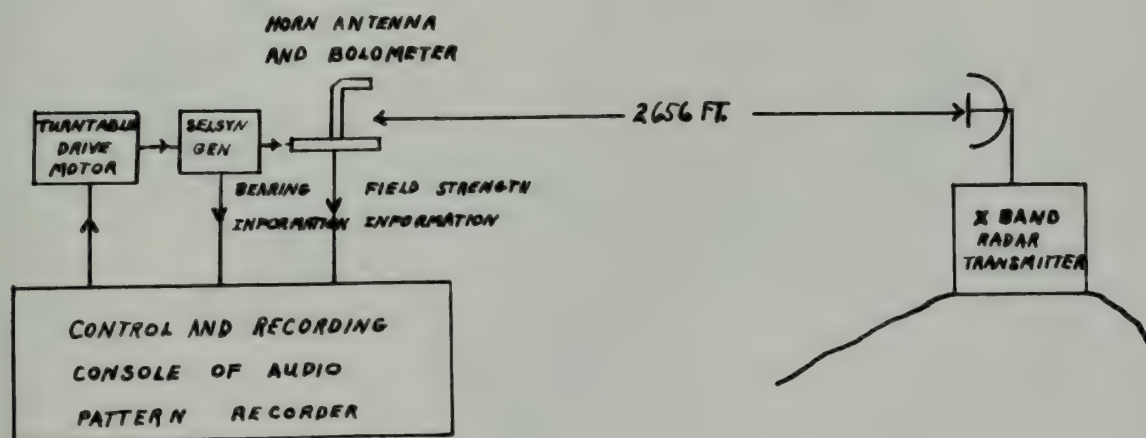 HORN ANTENNA
AND BOLOMETER
2656 FT.
TURNTABLE
DRIVE
MOTOR
SELSYN
GEN
BEARING
INFORMATION
FIELD STRENGTH
INFORMATION
X BAND
RADAR
TRANSMITTER
CONTROL AND RECORDING
CONSOLE OF AUDIO
PATTERN RECORDER